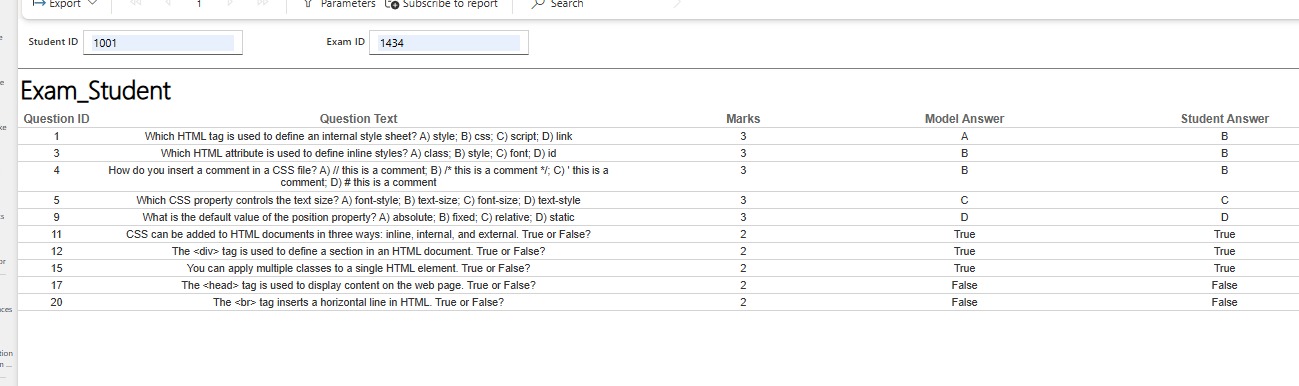 Export 1 Parameters Subscribe to report Search
Student ID 1001 Exam ID 1434
Exam_Student
Question ID Question Text Marks Model Answer Student Answer
1 Which HTML tag is used to define an internal style sheet? A) style; B) css; C) script; D) link 3 A B
3 Which HTML attribute is used to define inline styles? A) class; B) style; C) font; D) id 3 B B
4 How do you insert a comment in a CSS file? A) // this is a comment; B) /* this is a comment */; C) ' this is a 3 B B
comment; D) # this is a comment
5 Which CSS property controls the text size? A) font-style; B) text-size; C) font-size; D) text-style 3 C C
9 What is the default value of the position property? A) absolute; B) fixed; C) relative; D) static 3 D D
11 CSS can be added to HTML documents in three ways: inline, internal, and external. True or False? 2 True True
12 The <div> tag is used to define a section in an HTML document. True or False? 2 True True
15 You can apply multiple classes to a single HTML element. True or False? 2 True True
17 The <head> tag is used to display content on the web page. True or False? 2 False False
20 The <br> tag inserts a horizontal line in HTML. True or False? 2 False False